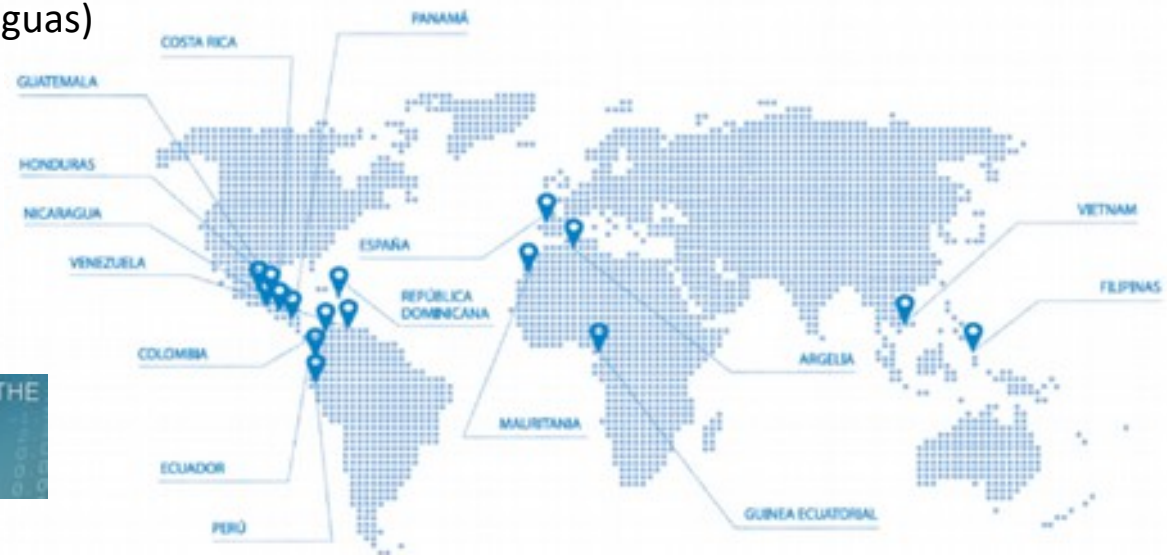 guas)
PANAMÁ
COSTA RICA
GUATEMALA
HONDURAS
NICARAGUA
VENEZUELA
ESPAÑA
REPÚBLICA
DOMINICANA
VIETNAM
FILIPINAS
COLOMBIA
ARGELIA
THE
MAURITANIA
ECUADOR
GUINEA ECUATORIAL
PERÚ